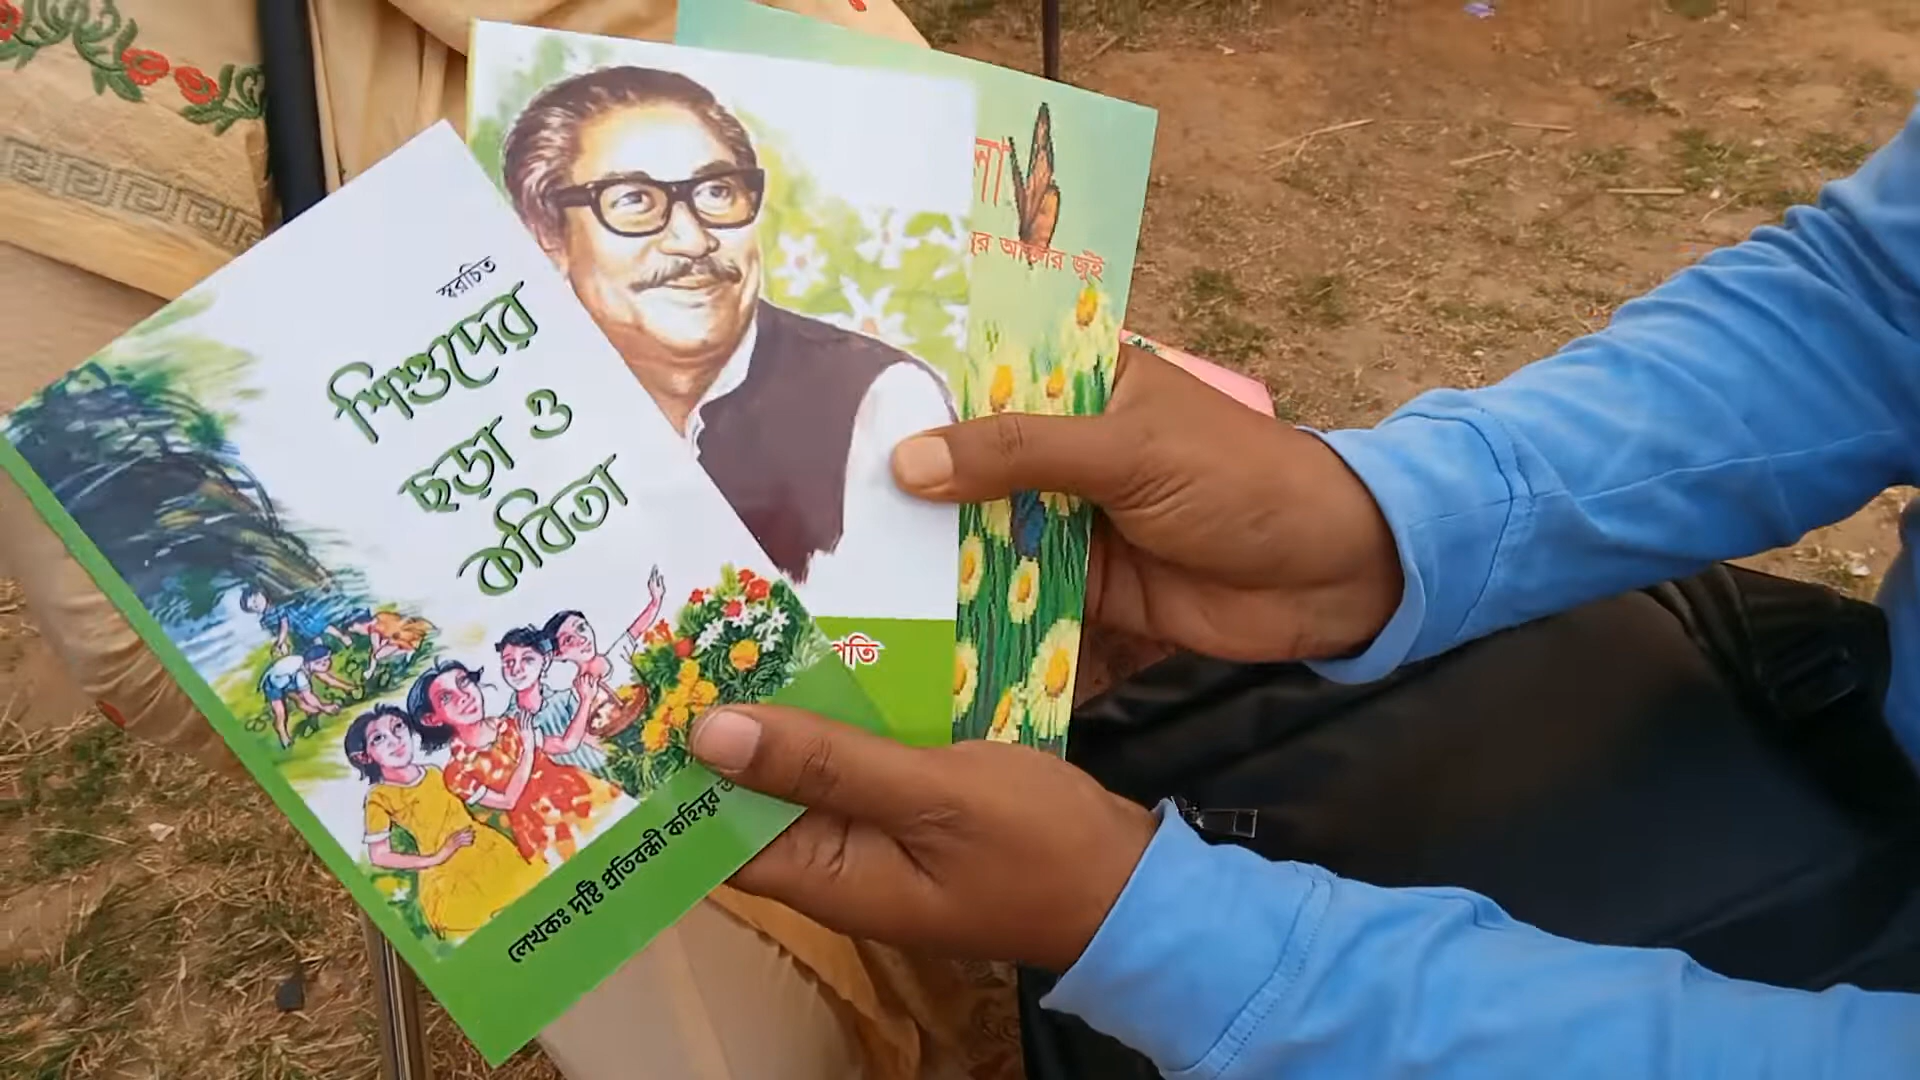 স্বরচিত
শিশুদের
ছড়া ও
কবিতা
লেখকঃ দৃষ্টি প্রতিবন্ধী কহিনুর
আক্তার জুঁই